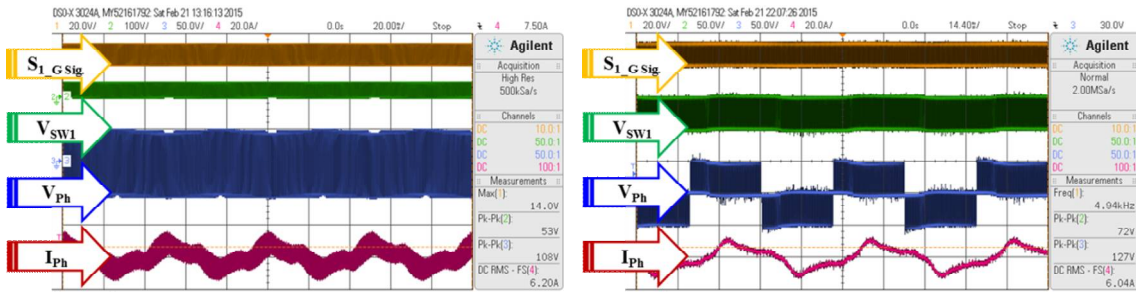 DSO-X 3024A, MY52161792: Sat Feb 21 13:16:13 2015
1 20.0V/ 2 100V/ 3 50.0V/ 4 20.0A/ 0.0s 20.00%/ Stop 4 7.50A
Agilent
Acquisition
High Res
500kSa/s
Channels
DC 10.0:1
DC 50.0:1
DC 50.0:1
DC 100:1
Measurements
Max(1):
14.0V
Pk-Pk(2):
53V
Pk-Pk(3):
108V
DC RMS - FS(4):
6.20A
S1_G Sig.
VSW1
VPh
IPh
DSO-X 3024A, MY52161792: Sat Feb 21 22:07:26 2015
1 20.0V/ 2 50.0V/ 3 50.0V/ 4 20.0A/ 0.0s 14.40%/ Stop 3 30.0V
Agilent
Acquisition
Normal
2.00MSa/s
Channels
DC 10.0:1
DC 50.0:1
DC 50.0:1
DC 100:1
Measurements
Freq(1):
4.94kHz
Pk-Pk(2):
72V
Pk-Pk(3):
127V
DC RMS - FS(4):
6.04A
S1_G Sig.
VSW1
VPh
IPh